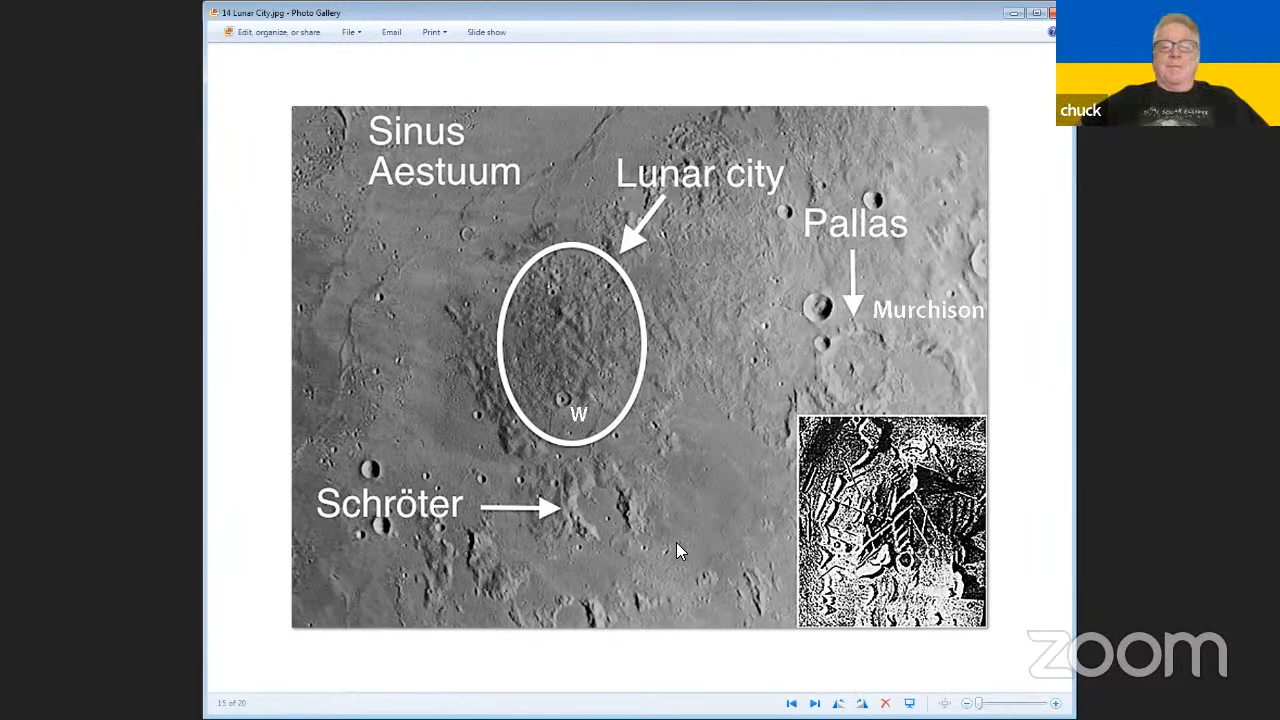 14 Lunar City.jpg - Photo Gallery
Edit, organize, or share File Email Print Slide show
chuck
Sinus
Aestuum
Lunar city
Pallas
Murchison
W
Schröter
15 of 20
zoom